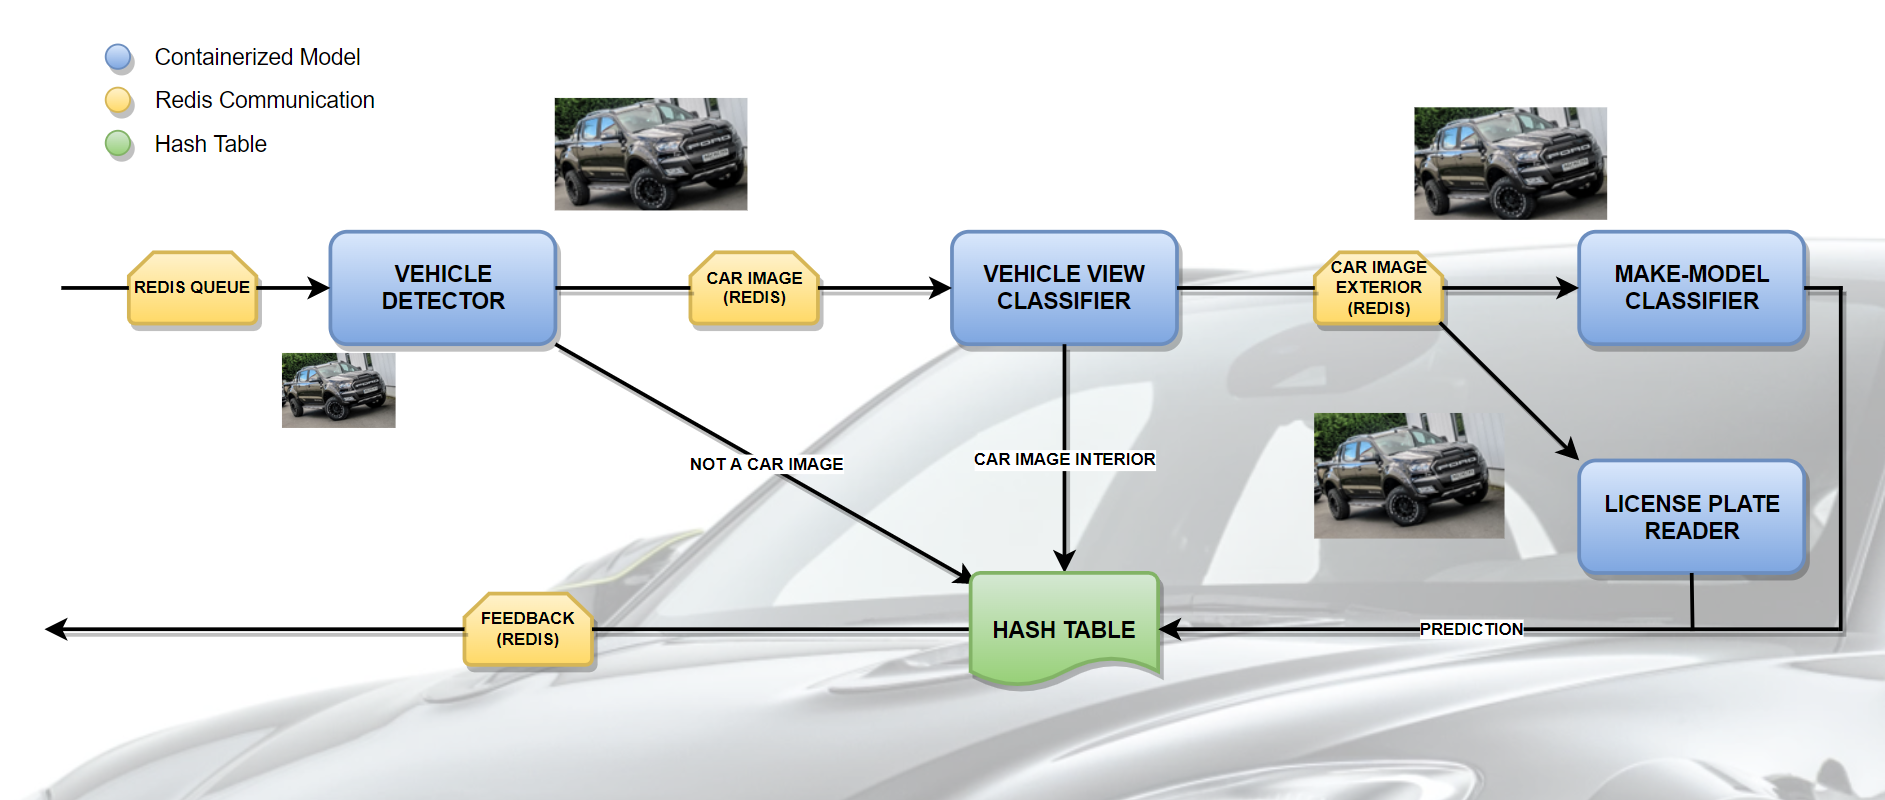 Containerized Model
Redis Communication
Hash Table
REDIS QUEUE
VEHICLE
DETECTOR
CAR IMAGE
(REDIS)
VEHICLE VIEW
CLASSIFIER
CAR IMAGE
EXTERIOR
(REDIS)
MAKE-MODEL
CLASSIFIER
NOT A CAR IMAGE
CAR IMAGE INTERIOR
LICENSE PLATE
READER
FEEDBACK
(REDIS)
HASH TABLE
PREDICTION
FORD
FORD
FORD